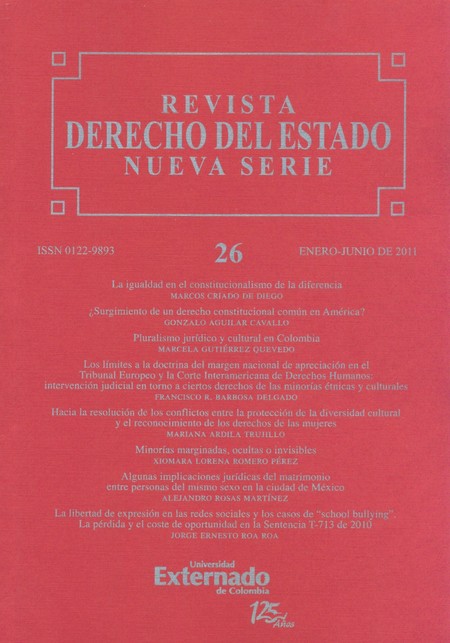 REVISTA
DERECHO DEL ESTADO
NUEVA SERIE
ISSN 0122-9893 26 ENERO-JUNIO DE 2011
La igualdad en el constitucionalismo de la diferencia
MARCOS CRIADO DE DIEGO
¿Surgimiento de un derecho constitucional común en América?
GONZALO AGUILAR CAVALLO
Pluralismo jurídico y cultural en Colombia
MARCELA GUTIÉRREZ QUEVEDO
Los límites a la doctrina del margen nacional de apreciación en el
Tribunal Europeo y la Corte Interamericana de Derechos Humanos:
intervención judicial en torno a ciertos derechos de las minorías étnicas y culturales
FRANCISCO R. BARBOSA DELGADO
Hacia la resolución de los conflictos entre la protección de la diversidad cultural
y el reconocimiento de los derechos de las mujeres
MARIANA ARDILA TRUJILLO
Minorías marginadas, ocultas o invisibles
XIOMARA LORENA ROMERO PÉREZ
Algunas implicaciones jurídicas del matrimonio
entre personas del mismo sexo en la ciudad de México
ALEJANDRO ROSAS MARTÍNEZ
La libertad de expresión en las redes sociales y los casos de “school bullying”.
La pérdida y el coste de oportunidad en la Sentencia T-713 de 2010
JORGE ERNESTO ROA ROA
Universidad
Externado
de Colombia
125 Años